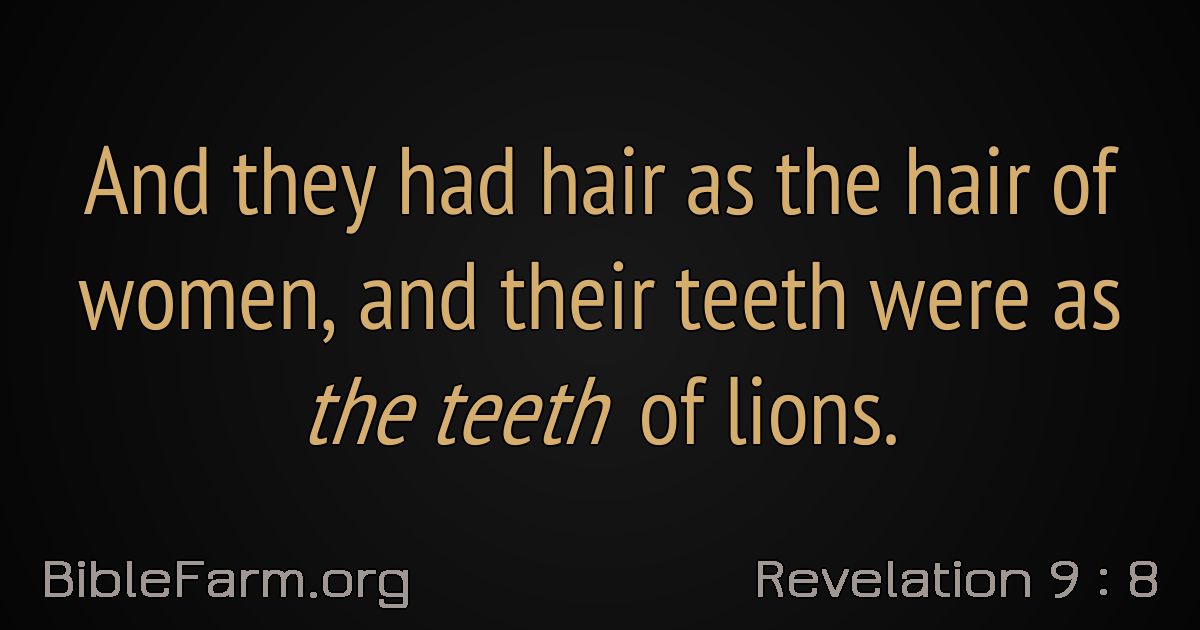 And they had hair as the hair of
women, and their teeth were as
the teeth of lions.
BibleFarm.org
Revelation 9 : 8